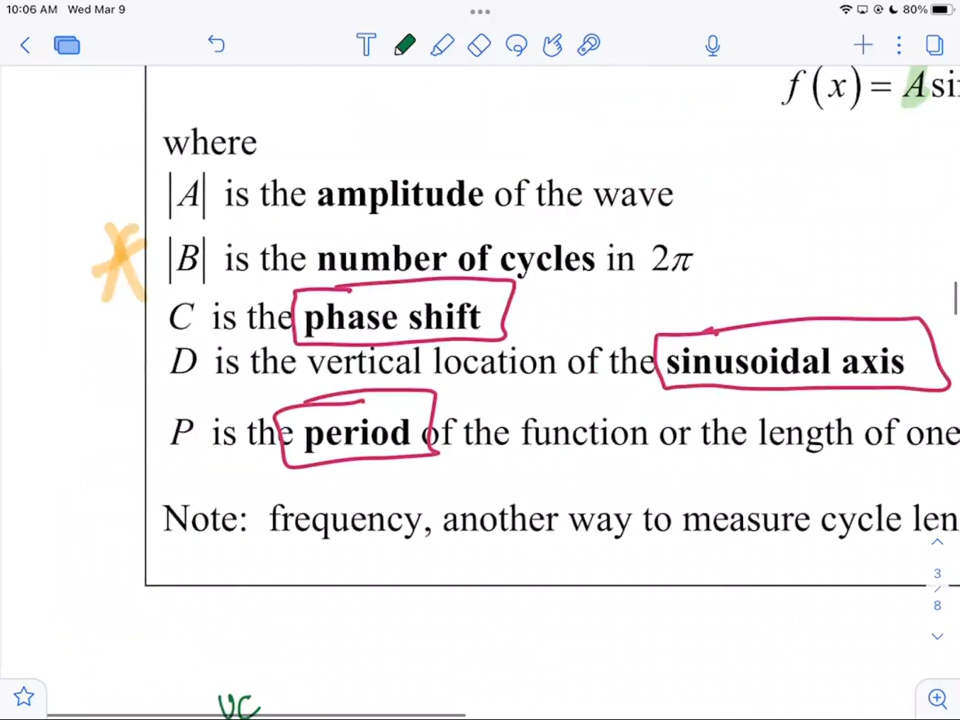 10:06 AM Wed Mar 9
80%
T
f(x) = A si
where
|A| is the amplitude of the wave
|B| is the number of cycles in 2π
C is the phase shift
D is the vertical location of the sinusoidal axis
P is the period of the function or the length of one
Note: frequency, another way to measure cycle len
3
8
VC